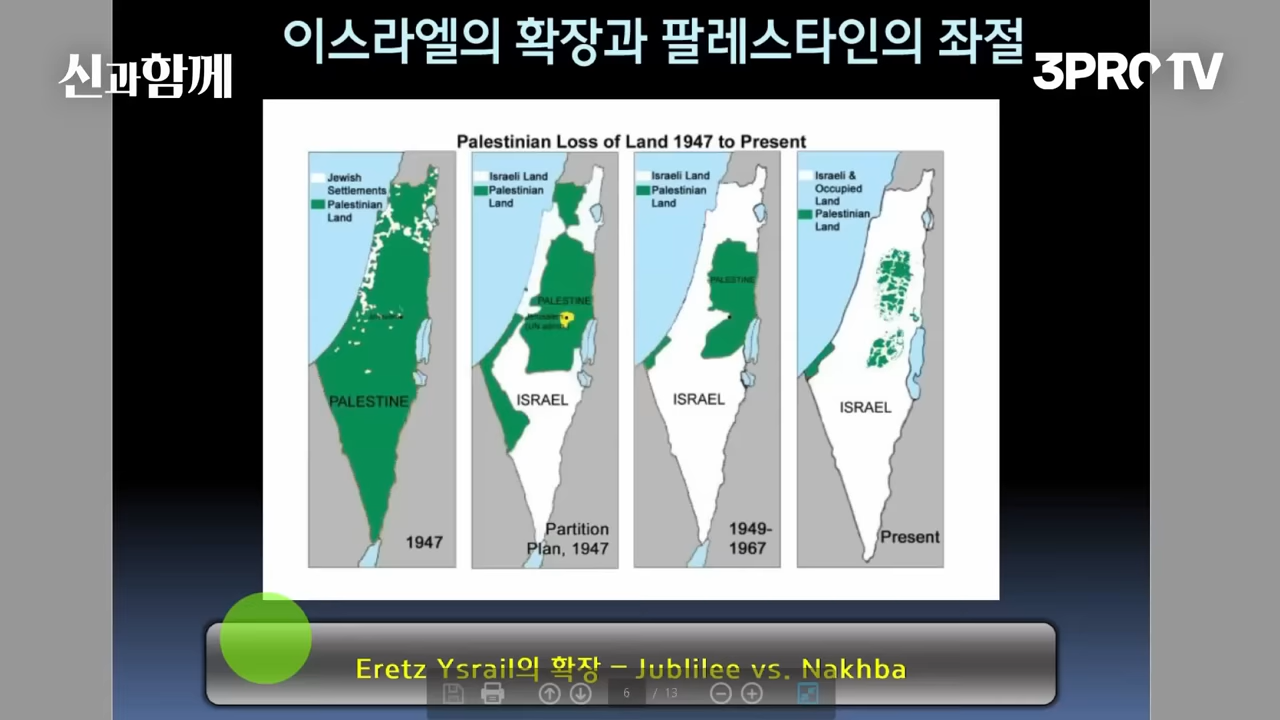 이스라엘의 확장과 팔레스타인의 좌절
신과함께
3PROTV
Palestinian Loss of Land 1947 to Present
Jewish
Settlements
Palestinian
Land
PALESTINE
1947
Israeli Land
Palestinian
Land
PALESTINE
ISRAEL
Partition
Plan, 1947
Israeli Land
Palestinian
Land
PALESTINE
ISRAEL
1949-
1967
Israeli &
Occupied
Land
Palestinian
Land
ISRAEL
Present
Eretz Ysrail의 확장 – Jublilee vs. Nakhba
6 / 13